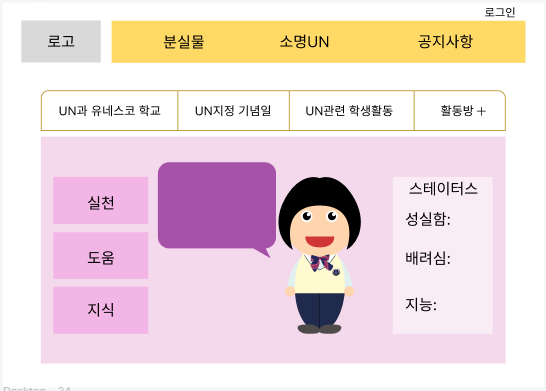 로그인
로고
분실물
소명UN
공지사항
UN과 유네스코 학교
UN지정 기념일
UN관련 학생활동
활동방 +
실천
도움
지식
스테이터스
성실함:
배려심:
지능: